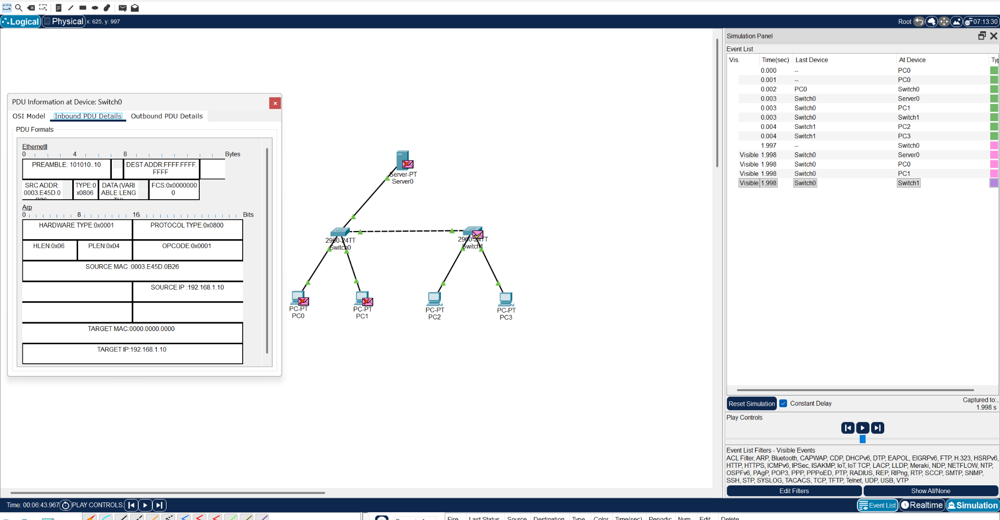 Logical Physical x: 625, y: 997 Root 07:13:30
Simulation Panel
Event List
Vis. Time(sec) Last Device At Device Typ
0.000 -- PC0
0.001 -- PC0
0.002 PC0 Switch0
0.003 Switch0 Server0
0.003 Switch0 PC1
0.003 Switch0 Switch1
0.004 Switch1 PC2
0.004 Switch1 PC3
1.997 -- Switch0
Visible 1.998 Switch0 Server0
Visible 1.998 Switch0 PC0
Visible 1.998 Switch0 PC1
Visible 1.998 Switch0 Switch1
PDU Information at Device: Switch0
OSI Model Inbound PDU Details Outbound PDU Details
PDU Formats
EthernetII
0 4 8 Bytes
PREAMBLE: 101010..10
DEST ADDR:FFFF.FFFF.
FFFF
SRC ADDR:
0003.E45D.0
B26
TYPE:0
x0806
DATA (VARI
ABLE LENG
TH)
FCS:0x0000000
0
Arp
0 8 16 Bits
HARDWARE TYPE:0x0001 PROTOCOL TYPE:0x0800
HLEN:0x06 PLEN:0x04 OPCODE:0x0001
SOURCE MAC :0003.E45D.0B26
SOURCE IP :192.168.1.10
TARGET MAC:0000.0000.0000
TARGET IP:192.168.1.10
Server-PT
Server0
2960-24TT
Switch0
2960-24TT
Switch1
PC-PT
PC0
PC-PT
PC1
PC-PT
PC2
PC-PT
PC3
Reset Simulation Constant Delay
Captured to:
1.998 s
Play Controls
Event List Filters - Visible Events
ACL Filter, ARP, Bluetooth, CAPWAP, CDP, DHCPv6, DTP, EAPOL, EIGRPv6, FTP, H.323, HSRPv6,
HTTP, HTTPS, ICMPv6, IPSec, ISAKMP, IoT, IoT TCP, LACP, LLDP, Meraki, NDP, NETFLOW, NTP,
OSPFv6, PAgP, POP3, PPP, PPPoED, PTP, RADIUS, REP, RIPng, RTP, SCCP, SMTP, SNMP,
SSH, STP, SYSLOG, TACACS, TCP, TFTP, Telnet, UDP, USB, VTP
Edit Filters Show All/None
Time: 00:06:43.967 PLAY CONTROLS: Event List Realtime Simulation
Fire Last Status Source Destination Type Color Time(sec) Periodic Num Edit Delete